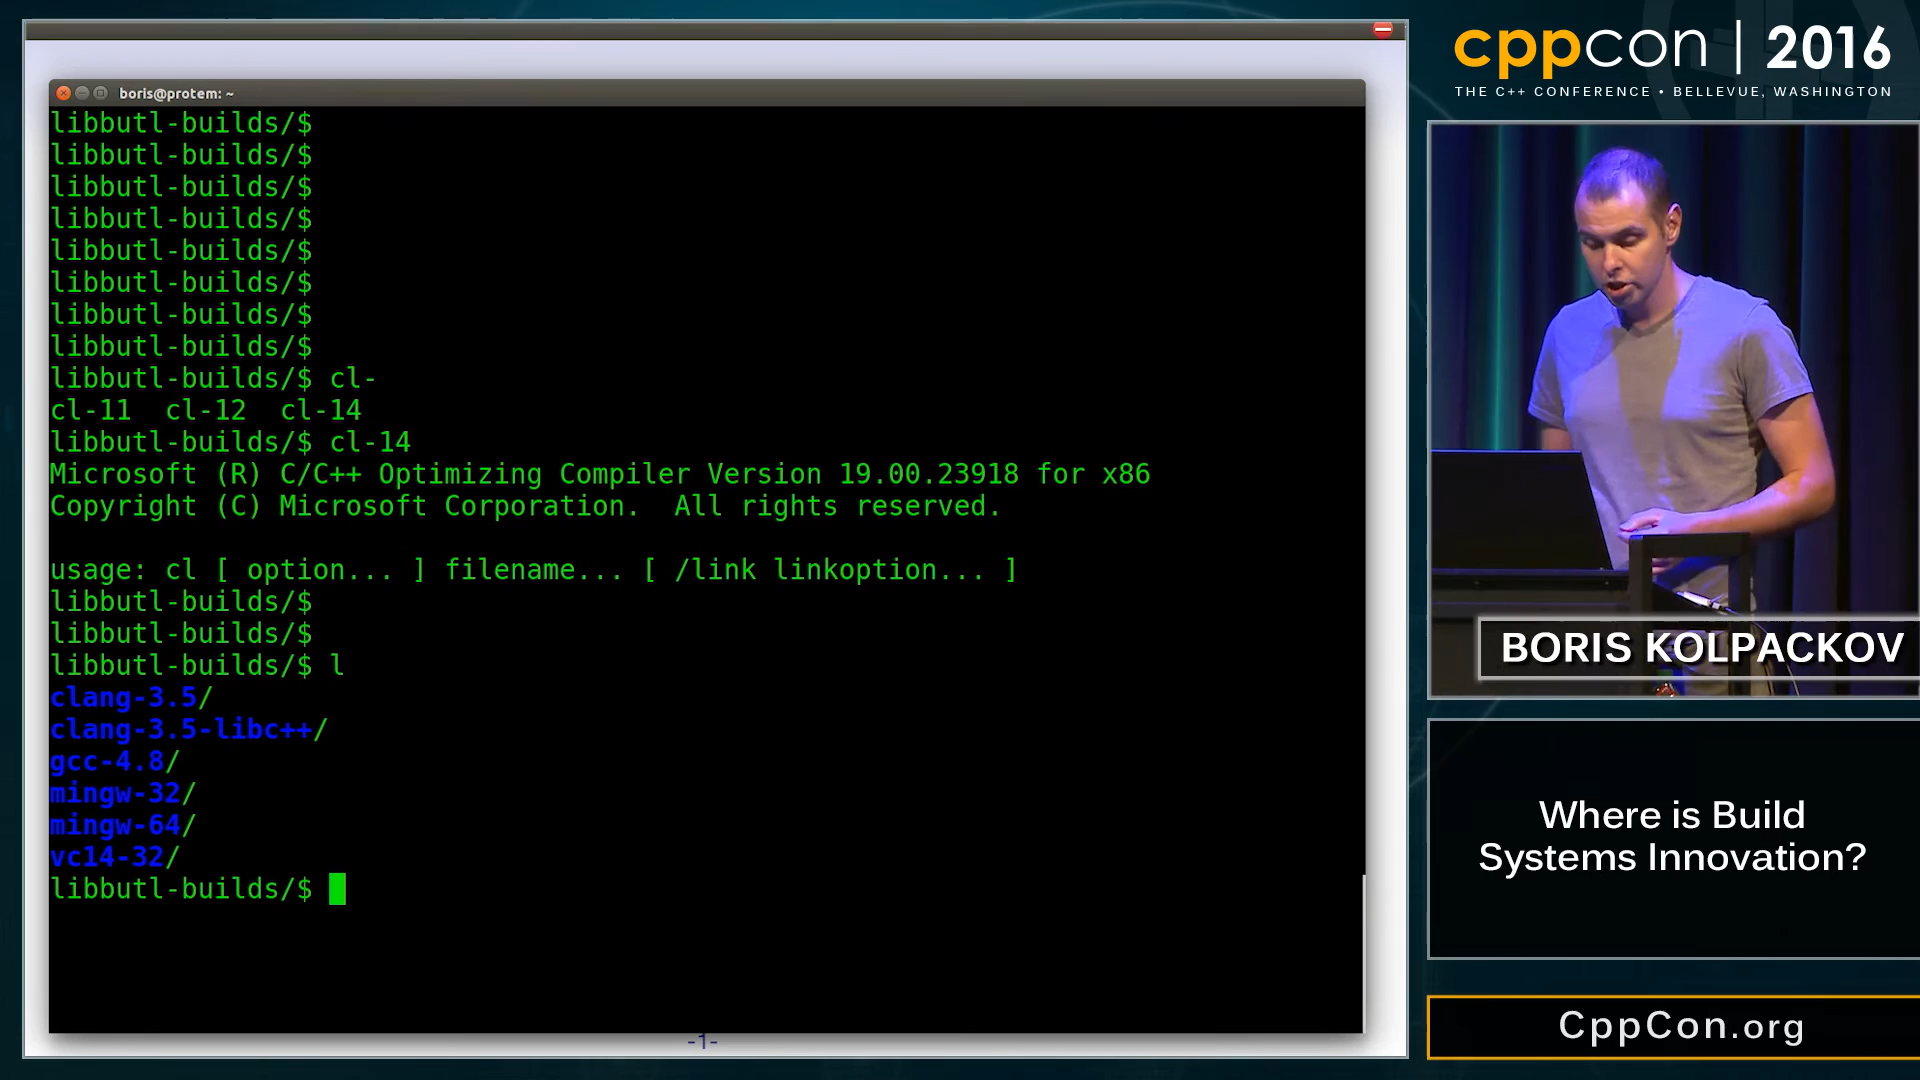 boris@protem: ~
libbutl-builds/$
libbutl-builds/$
libbutl-builds/$
libbutl-builds/$
libbutl-builds/$
libbutl-builds/$
libbutl-builds/$
libbutl-builds/$
libbutl-builds/$ cl-
cl-11  cl-12  cl-14
libbutl-builds/$ cl-14
Microsoft (R) C/C++ Optimizing Compiler Version 19.00.23918 for x86
Copyright (C) Microsoft Corporation.  All rights reserved.
usage: cl [ option... ] filename... [ /link linkoption... ]
libbutl-builds/$
libbutl-builds/$
libbutl-builds/$ l
clang-3.5/
clang-3.5-libc++/
gcc-4.8/
mingw-32/
mingw-64/
vc14-32/
libbutl-builds/$
-1-
cppcon | 2016
THE C++ CONFERENCE • BELLEVUE, WASHINGTON
BORIS KOLPACKOV
Where is Build
Systems Innovation?
CppCon.org